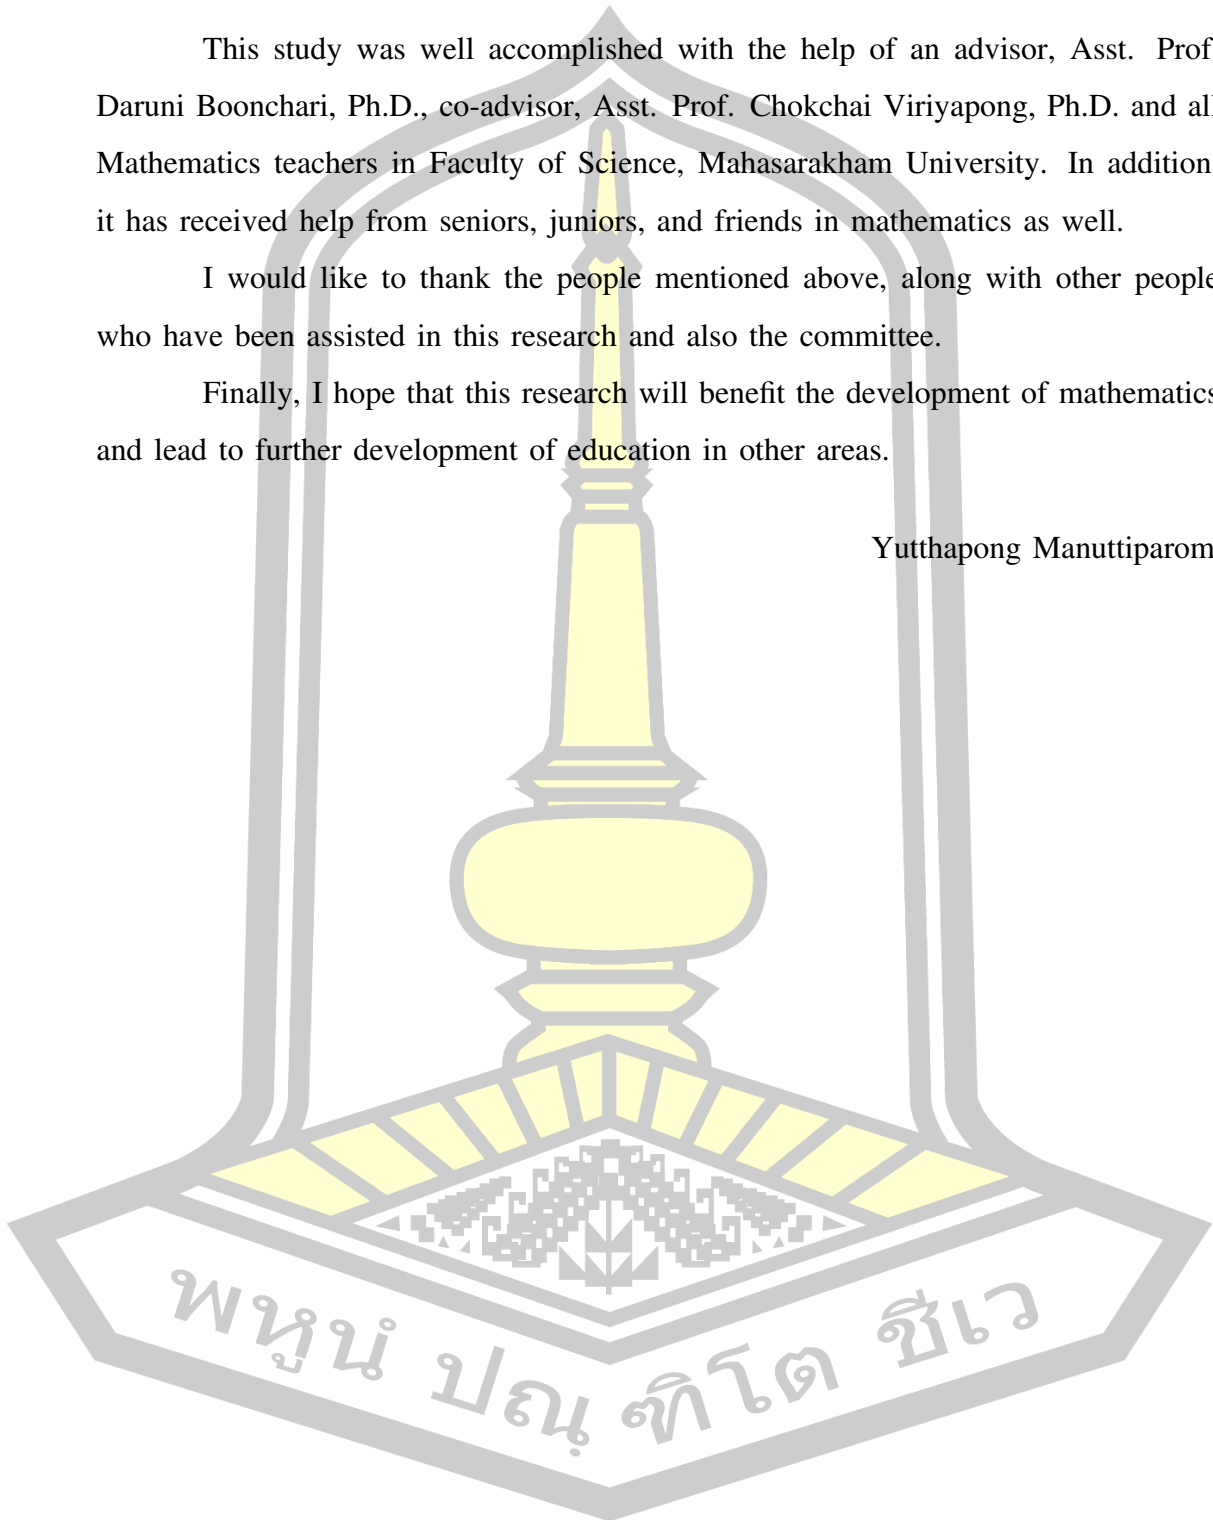 This study was well accomplished with the help of an advisor, Asst. Prof
Daruni Boonchari, Ph.D., co-advisor, Asst. Prof. Chokchai Viriyapong, Ph.D. and all
Mathematics teachers in Faculty of Science, Mahasarakham University. In addition,
it has received help from seniors, juniors, and friends in mathematics as well.
I would like to thank the people mentioned above, along with other people
who have been assisted in this research and also the committee.
Finally, I hope that this research will benefit the development of mathematics
and lead to further development of education in other areas.
Yutthapong Manuttiparom
พหูนํ ปณฺฑิโต ชีเว